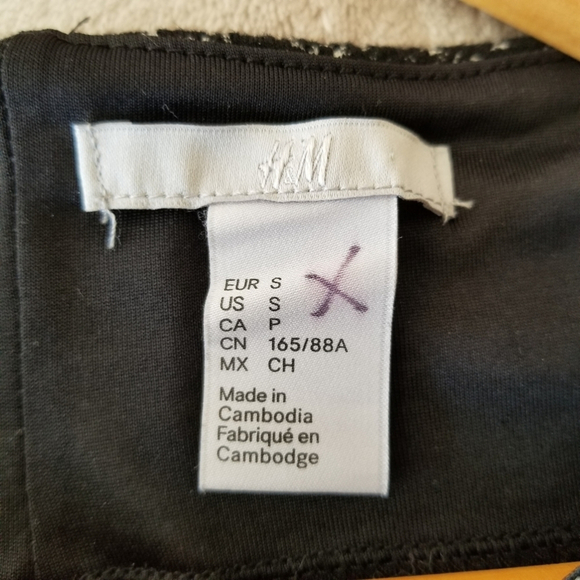 H&M
EUR S
US S
CA P
CN 165/88A
MX CH
Made in
Cambodia
Fabriqué en
Cambodge